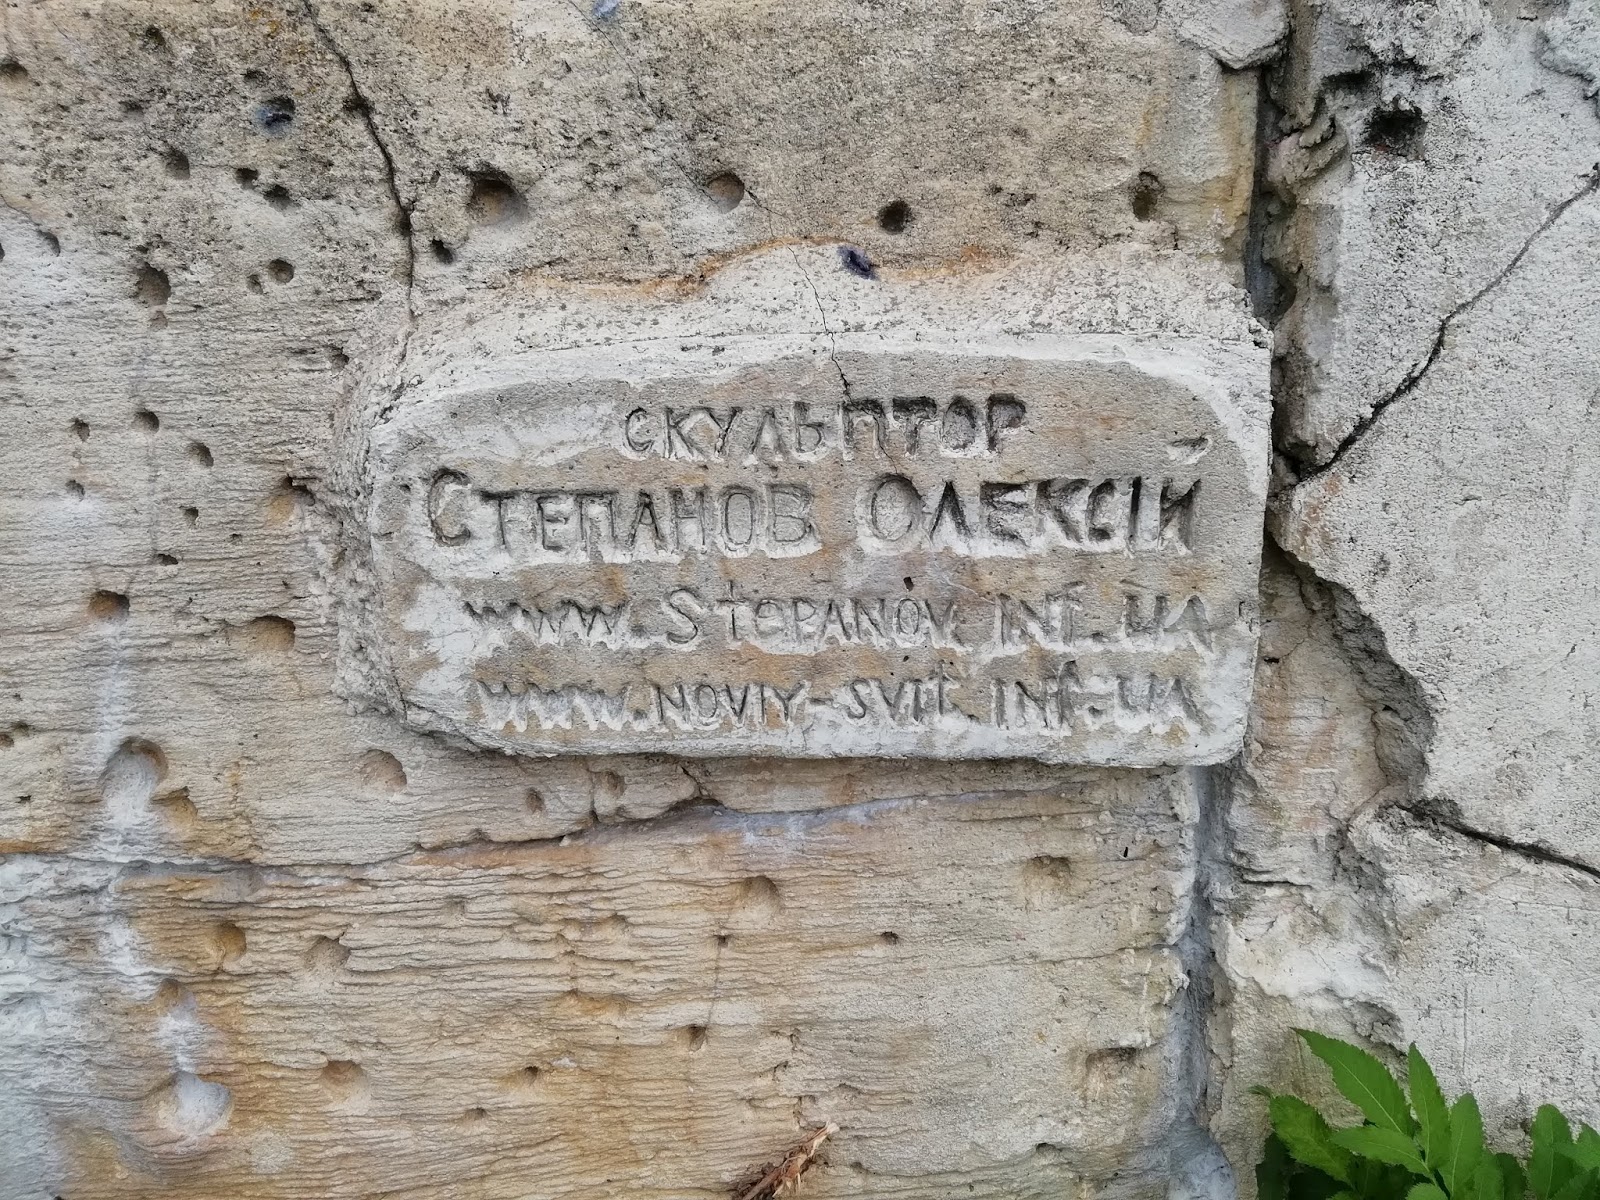 скульптор
Степанов Олексій
www.Stepanov.inf.ua
www.noviy-svit.inf.ua